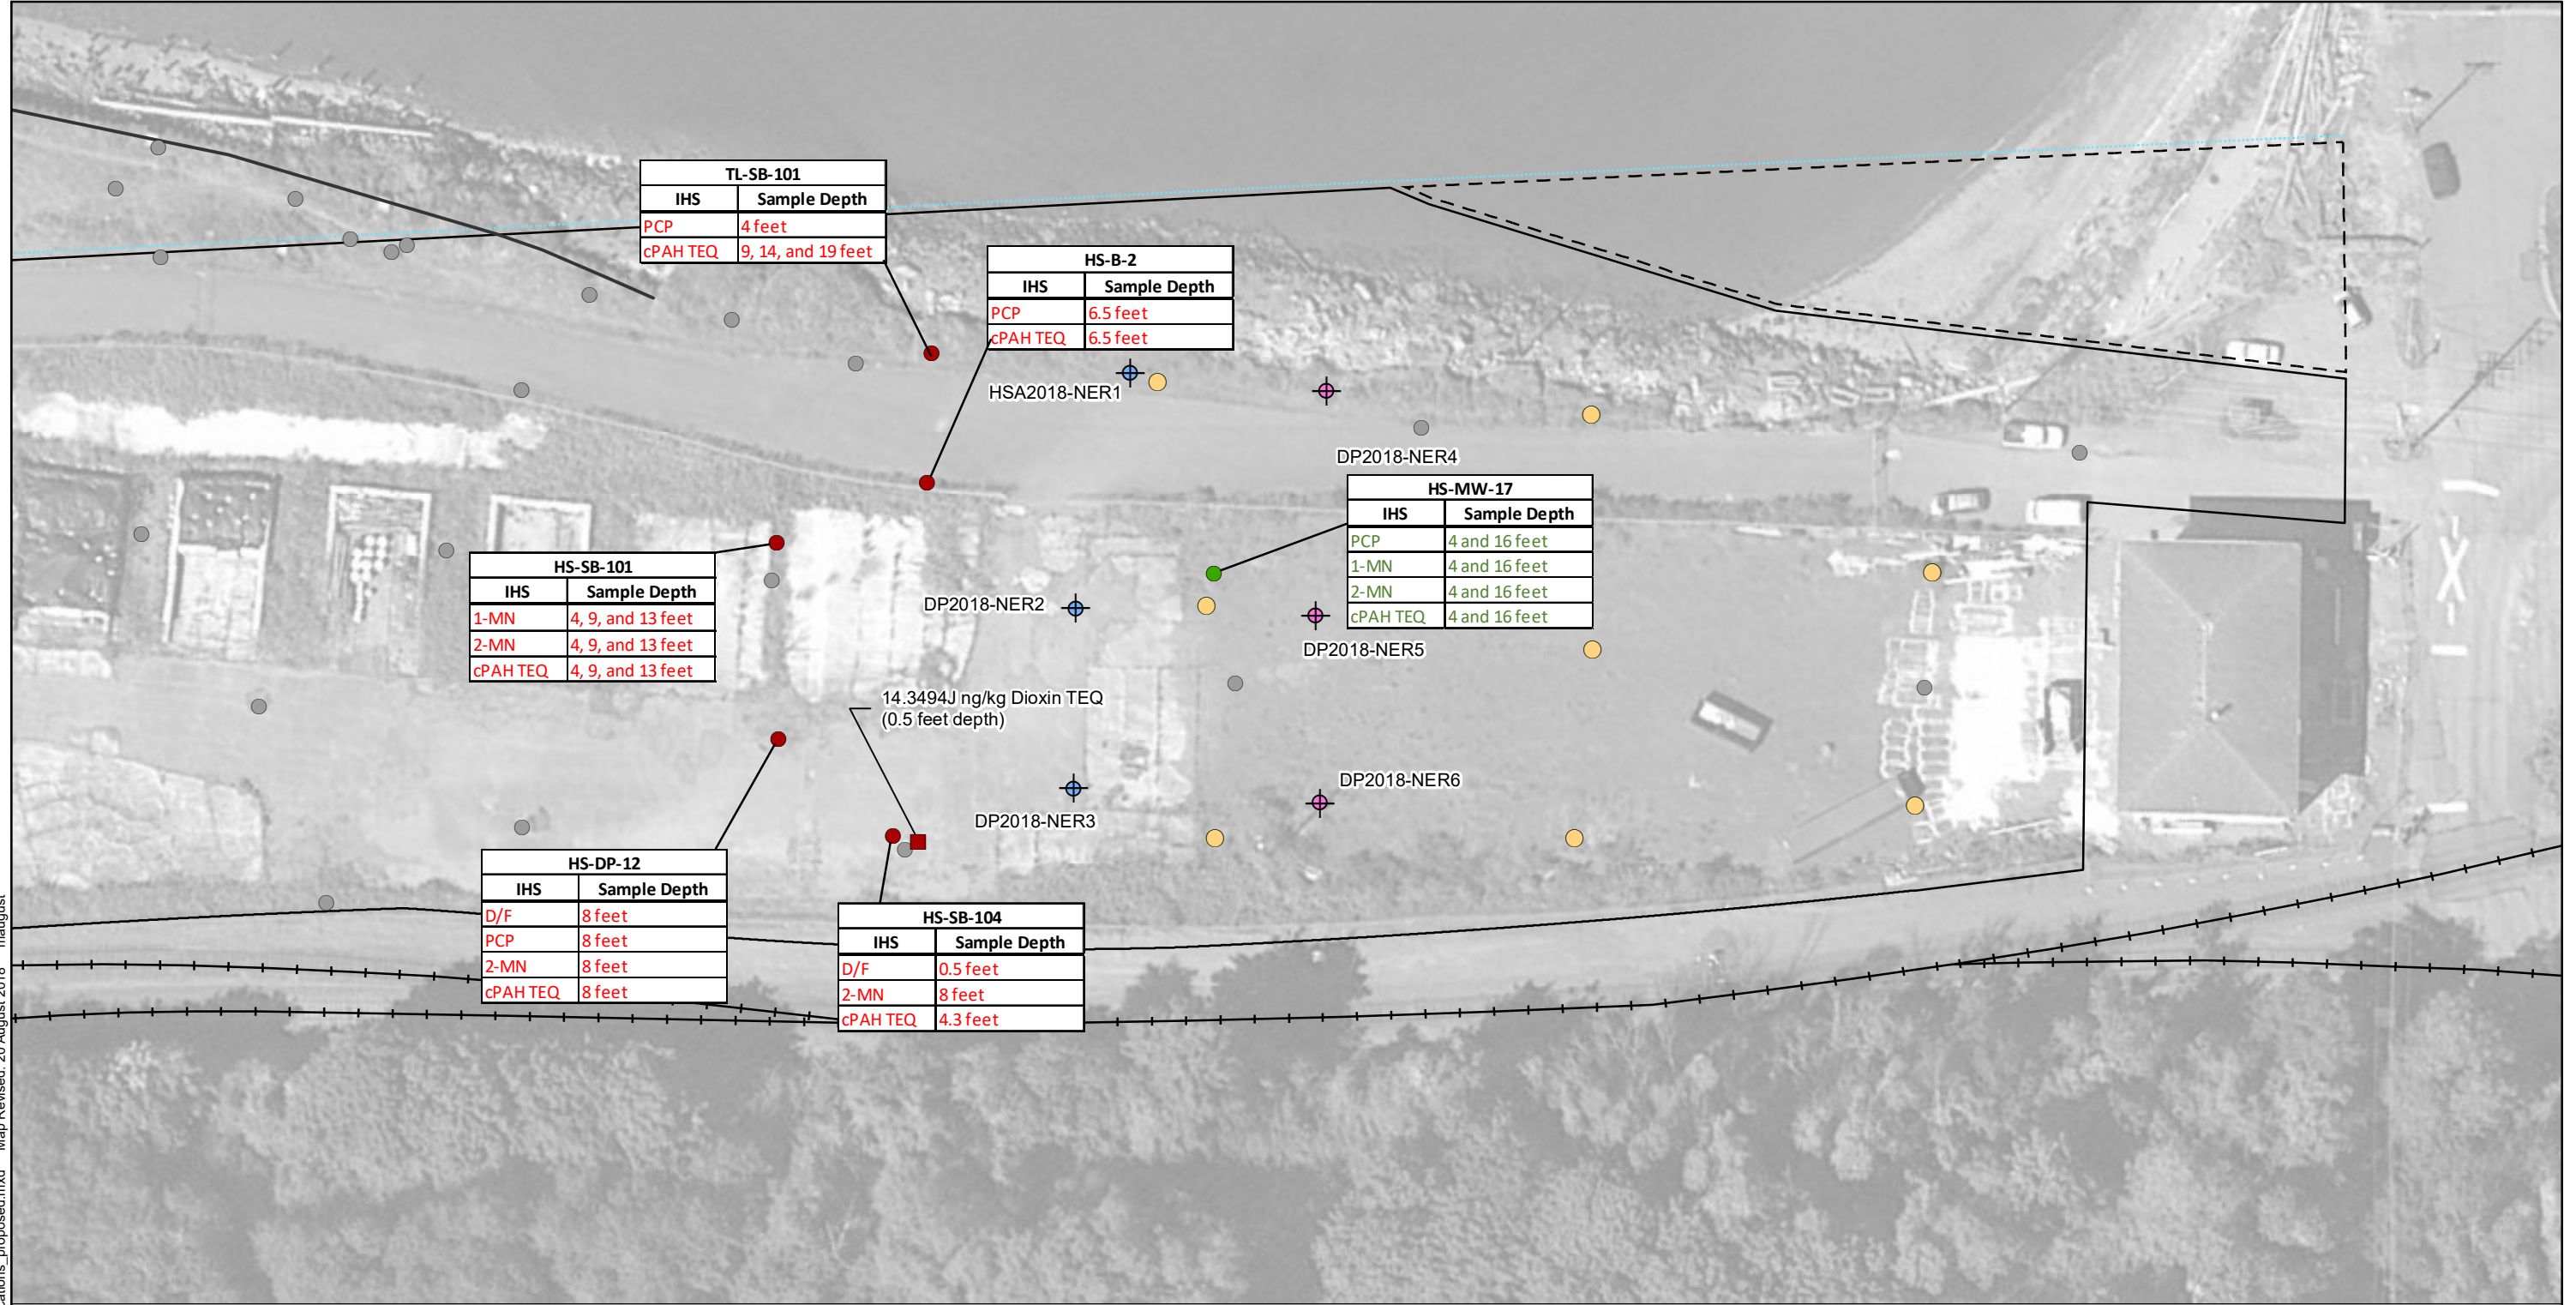 TL-SB-101
IHS Sample Depth
PCP 4 feet
cPAH TEQ 9, 14, and 19 feet
HS-B-2
IHS Sample Depth
PCP 6.5 feet
cPAH TEQ 6.5 feet
HSA2018-NER1
DP2018-NER4
HS-MW-17
IHS Sample Depth
PCP 4 and 16 feet
1-MN 4 and 16 feet
2-MN 4 and 16 feet
cPAH TEQ 4 and 16 feet
HS-SB-101
IHS Sample Depth
1-MN 4, 9, and 13 feet
2-MN 4, 9, and 13 feet
cPAH TEQ 4, 9, and 13 feet
DP2018-NER2
DP2018-NER5
14.3494J ng/kg Dioxin TEQ
(0.5 feet depth)
DP2018-NER6
DP2018-NER3
HS-DP-12
IHS Sample Depth
D/F 8 feet
PCP 8 feet
2-MN 8 feet
cPAH TEQ 8 feet
HS-SB-104
IHS Sample Depth
D/F 0.5 feet
2-MN 8 feet
cPAH TEQ 4.3 feet
Map Revised: 20 August 2018 maugust